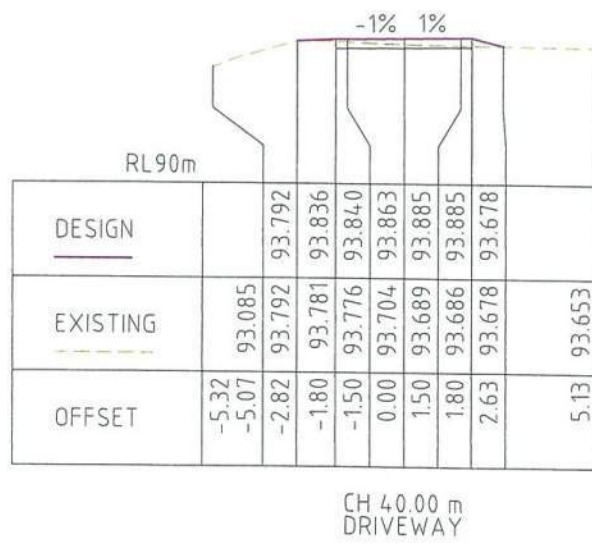 -1% 1%
RL90m
DESIGN 93.792 93.836 93.840 93.863 93.885 93.885 93.678
EXISTING 93.085 93.792 93.781 93.776 93.704 93.689 93.686 93.678 93.653
OFFSET -5.32 -5.07 -2.82 -1.80 -1.50 0.00 1.50 1.80 2.63 5.13
CH 40.00 m
DRIVEWAY